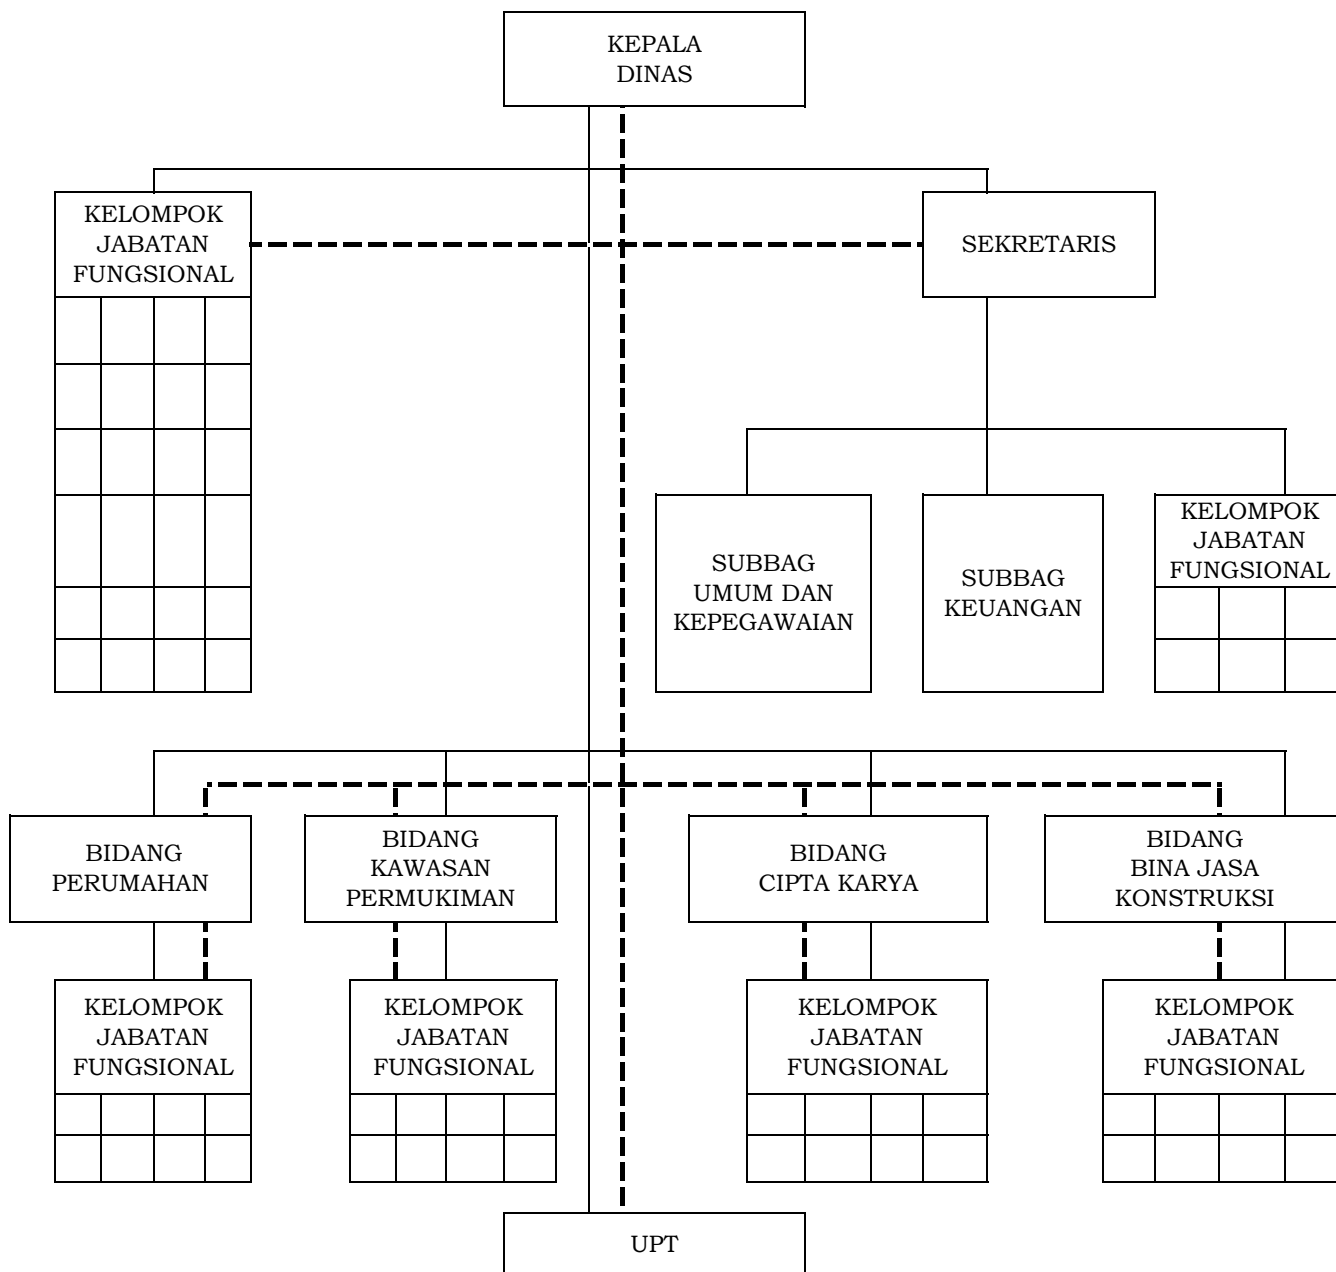 KEPALA
DINAS
KELOMPOK
JABATAN
FUNGSIONAL
SEKRETARIS
SUBBAG
UMUM DAN
KEPEGAWAIAN
SUBBAG
KEUANGAN
KELOMPOK
JABATAN
FUNGSIONAL
BIDANG
PERUMAHAN
BIDANG
KAWASAN
PERMUKIMAN
BIDANG
CIPTA KARYA
BIDANG
BINA JASA
KONSTRUKSI
KELOMPOK
JABATAN
FUNGSIONAL
KELOMPOK
JABATAN
FUNGSIONAL
KELOMPOK
JABATAN
FUNGSIONAL
KELOMPOK
JABATAN
FUNGSIONAL
UPT